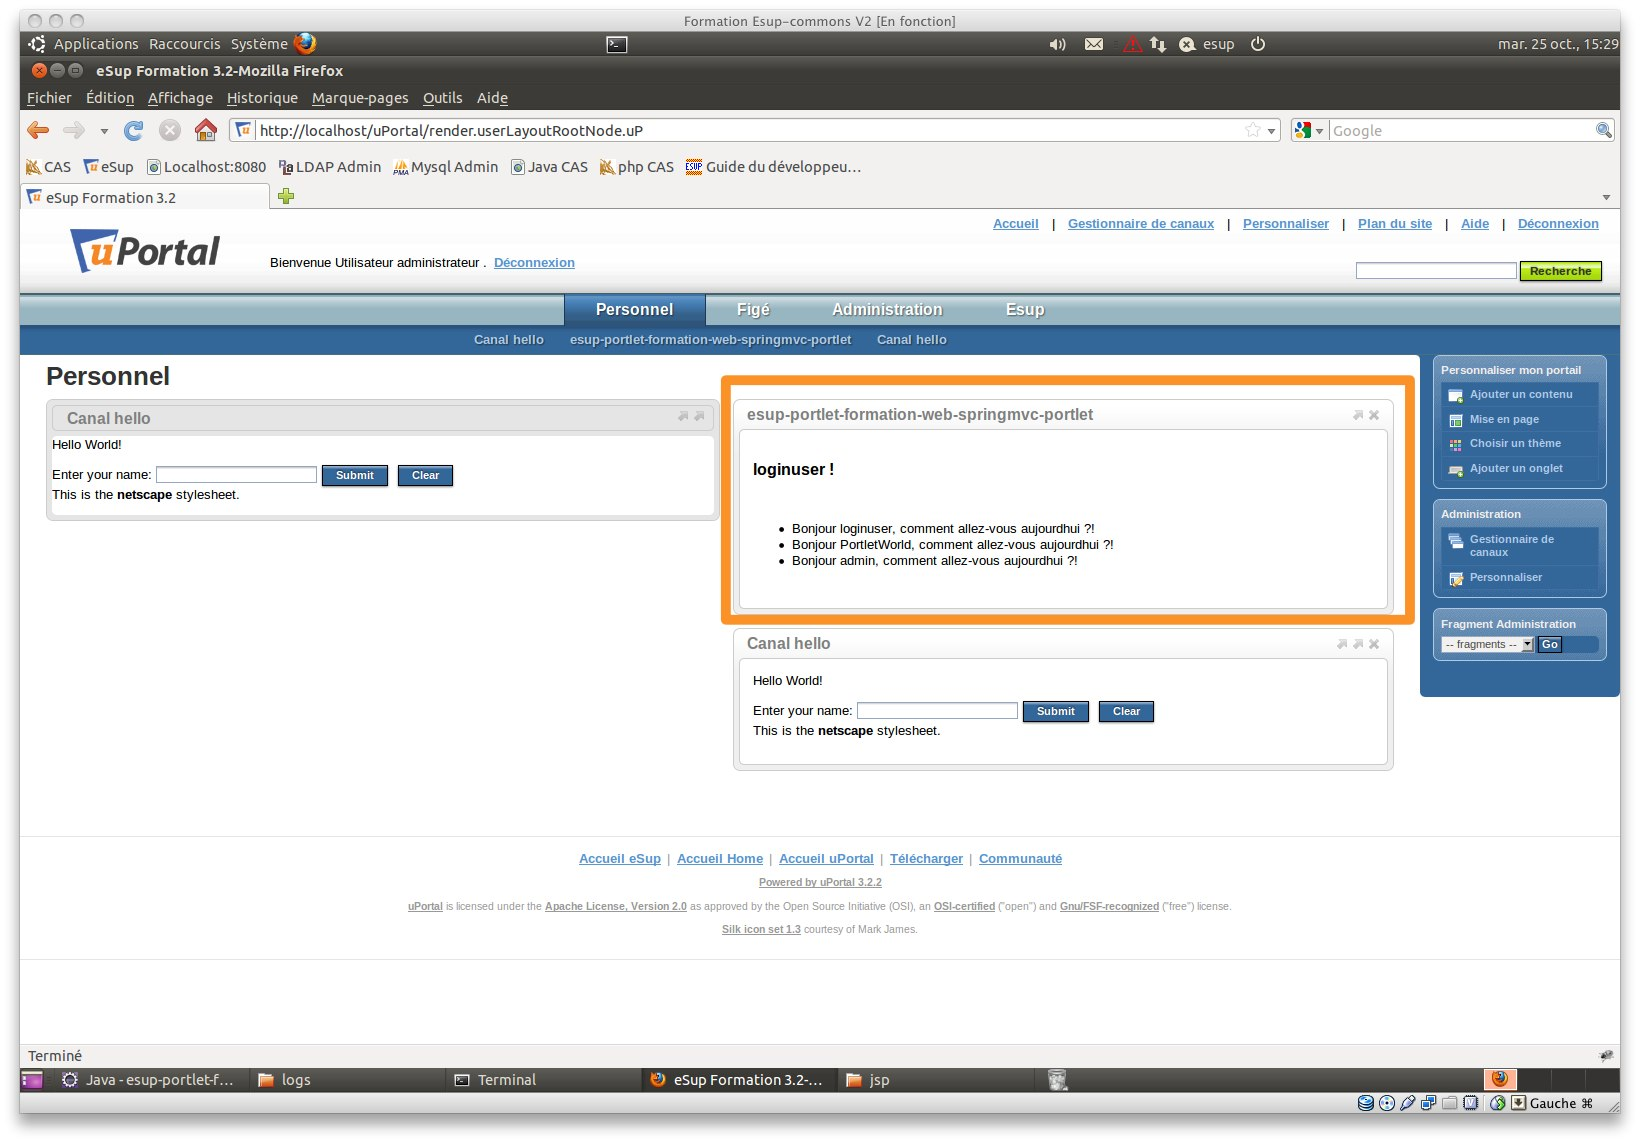 Formation Esup-commons V2 [En fonction]
Applications Raccourcis Système esup mar. 25 oct., 15:29
eSup Formation 3.2-Mozilla Firefox
Fichier Édition Affichage Historique Marque-pages Outils Aide
http://localhost/uPortal/render.userLayoutRootNode.uP Google
CAS eSup Localhost:8080 LDAP Admin Mysql Admin Java CAS php CAS Guide du développeu...
eSup Formation 3.2
Accueil | Gestionnaire de canaux | Personnaliser | Plan du site | Aide | Déconnexion
uPortal
Bienvenue Utilisateur administrateur . Déconnexion
Recherche
Personnel Figé Administration Esup
Canal hello esup-portlet-formation-web-springmvc-portlet Canal hello
Personnel
Canal hello
Hello World!
Enter your name: Submit Clear
This is the netscape stylesheet.
esup-portlet-formation-web-springmvc-portlet
loginuser !
• Bonjour loginuser, comment allez-vous aujourdhui ?!
• Bonjour PortletWorld, comment allez-vous aujourdhui ?!
• Bonjour admin, comment allez-vous aujourdhui ?!
Canal hello
Hello World!
Enter your name: Submit Clear
This is the netscape stylesheet.
Personnaliser mon portail
Ajouter un contenu
Mise en page
Choisir un thème
Ajouter un onglet
Administration
Gestionnaire de
canaux
Personnaliser
Fragment Administration
-- fragments -- Go
Accueil eSup | Accueil Home | Accueil uPortal | Télécharger | Communauté
Powered by uPortal 3.2.2
uPortal is licensed under the Apache License, Version 2.0 as approved by the Open Source Initiative (OSI), an OSI-certified ("open") and Gnu/FSF-recognized ("free") license.
Silk icon set 1.3 courtesy of Mark James.
Terminé
Java - esup-portlet-f... logs Terminal eSup Formation 3.2-... jsp
Gauche ⌘